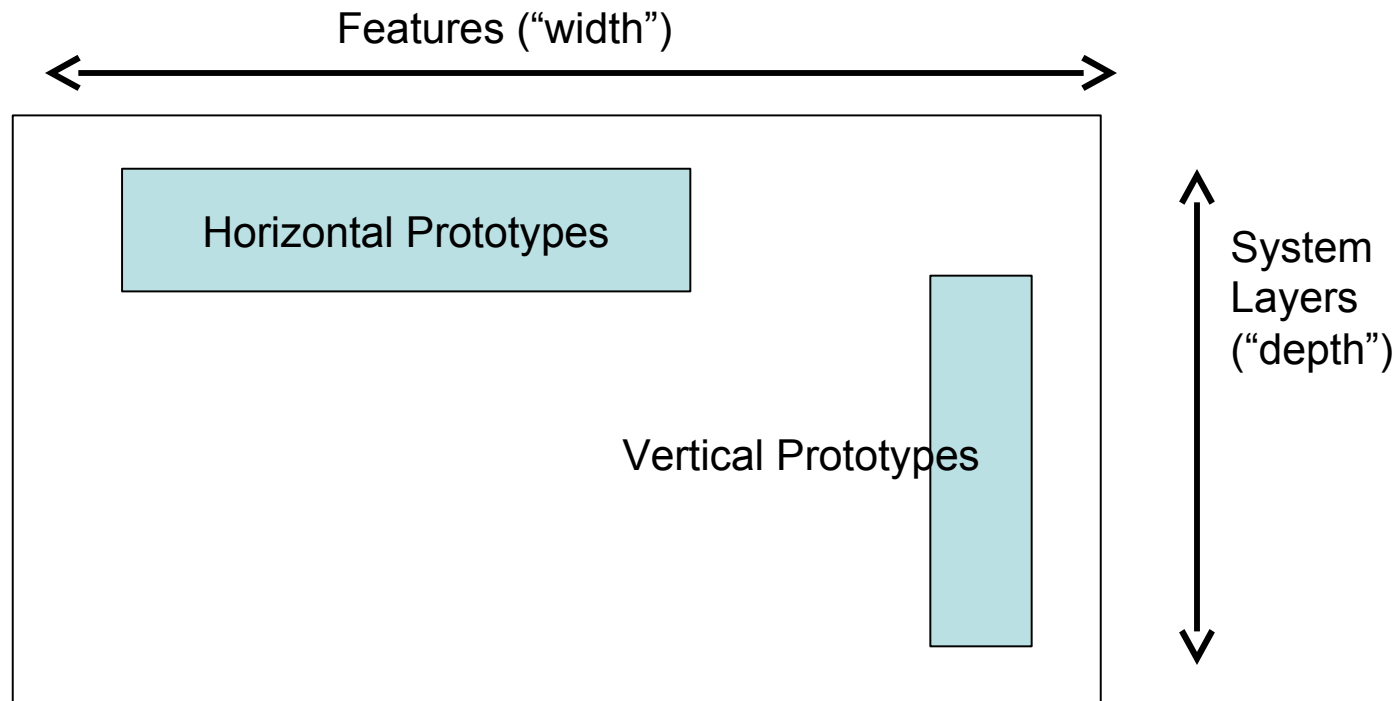 Features (“width”)
Horizontal Prototypes
System
Layers
(“depth”)
Vertical Prototypes